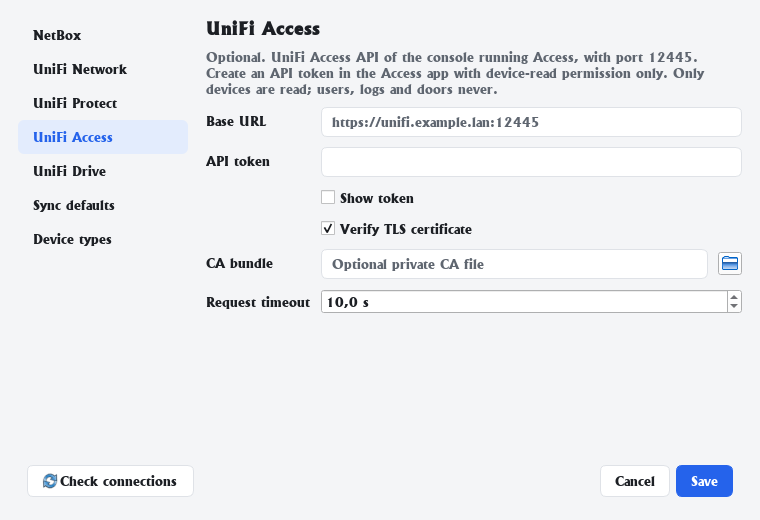 NetBox
UniFi Network
UniFi Protect
UniFi Access
UniFi Drive
Sync defaults
Device types
UniFi Access
Optional. UniFi Access API of the console running Access, with port 12445.
Create an API token in the Access app with device-read permission only. Only
devices are read; users, logs and doors never.
Base URL https://unifi.example.lan:12445
API token
Show token
Verify TLS certificate
CA bundle Optional private CA file
Request timeout 10,0 s
Check connections Cancel Save